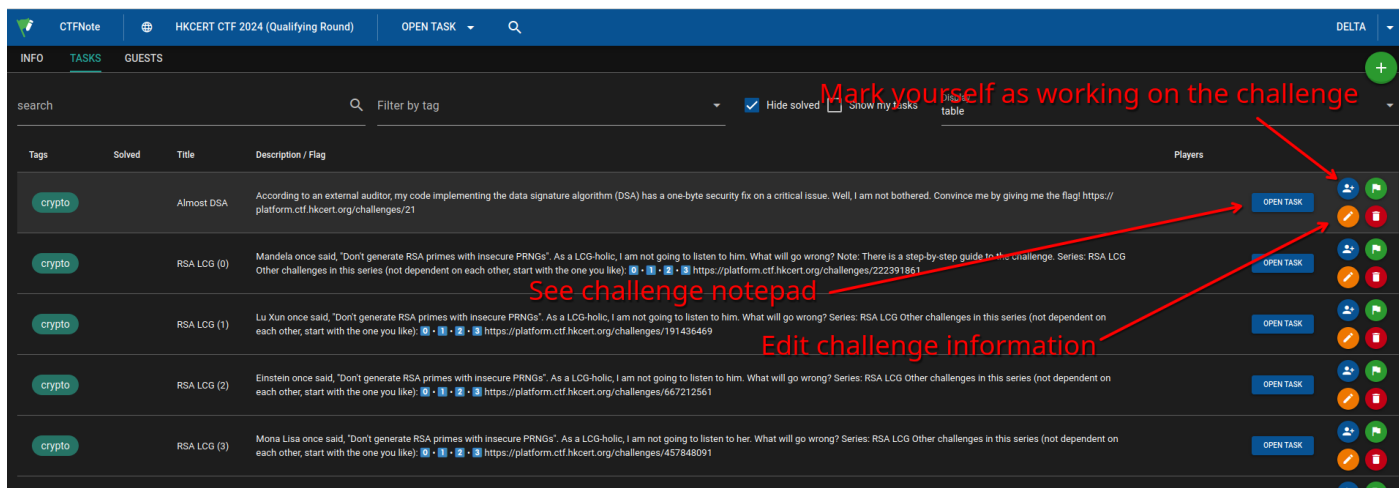 CTFNote HKCERT CTF 2024 (Qualifying Round) OPEN TASK DELTA
INFO TASKS GUESTS
Mark yourself as working on the challenge
search Filter by tag Hide solved Show my tasks Display
table
Tags Solved Title Description / Flag Players
crypto Almost DSA According to an external auditor, my code implementing the data signature algorithm (DSA) has a one-byte security fix on a critical issue. Well, I am not bothered. Convince me by giving me the flag! https://
platform.ctf.hkcert.org/challenges/21
OPEN TASK
crypto RSA LCG (0) Mandela once said, "Don't generate RSA primes with insecure PRNGs". As a LCG-holic, I am not going to listen to him. What will go wrong? Note: There is a step-by-step guide to the challenge. Series: RSA LCG
Other challenges in this series (not dependent on each other, start with the one you like): 0 • 1 • 2 • 3 https://platform.ctf.hkcert.org/challenges/222391861
OPEN TASK
See challenge notepad
crypto RSA LCG (1) Lu Xun once said, "Don't generate RSA primes with insecure PRNGs". As a LCG-holic, I am not going to listen to him. What will go wrong? Series: RSA LCG Other challenges in this series (not dependent on
each other, start with the one you like): 0 • 1 • 2 • 3 https://platform.ctf.hkcert.org/challenges/191436469
OPEN TASK
Edit challenge information
crypto RSA LCG (2) Einstein once said, "Don't generate RSA primes with insecure PRNGs". As a LCG-holic, I am not going to listen to him. What will go wrong? Series: RSA LCG Other challenges in this series (not dependent on
each other, start with the one you like): 0 • 1 • 2 • 3 https://platform.ctf.hkcert.org/challenges/667212561
OPEN TASK
crypto RSA LCG (3) Mona Lisa once said, "Don't generate RSA primes with insecure PRNGs". As a LCG-holic, I am not going to listen to her. What will go wrong? Series: RSA LCG Other challenges in this series (not dependent on
each other, start with the one you like): 0 • 1 • 2 • 3 https://platform.ctf.hkcert.org/challenges/457848091
OPEN TASK